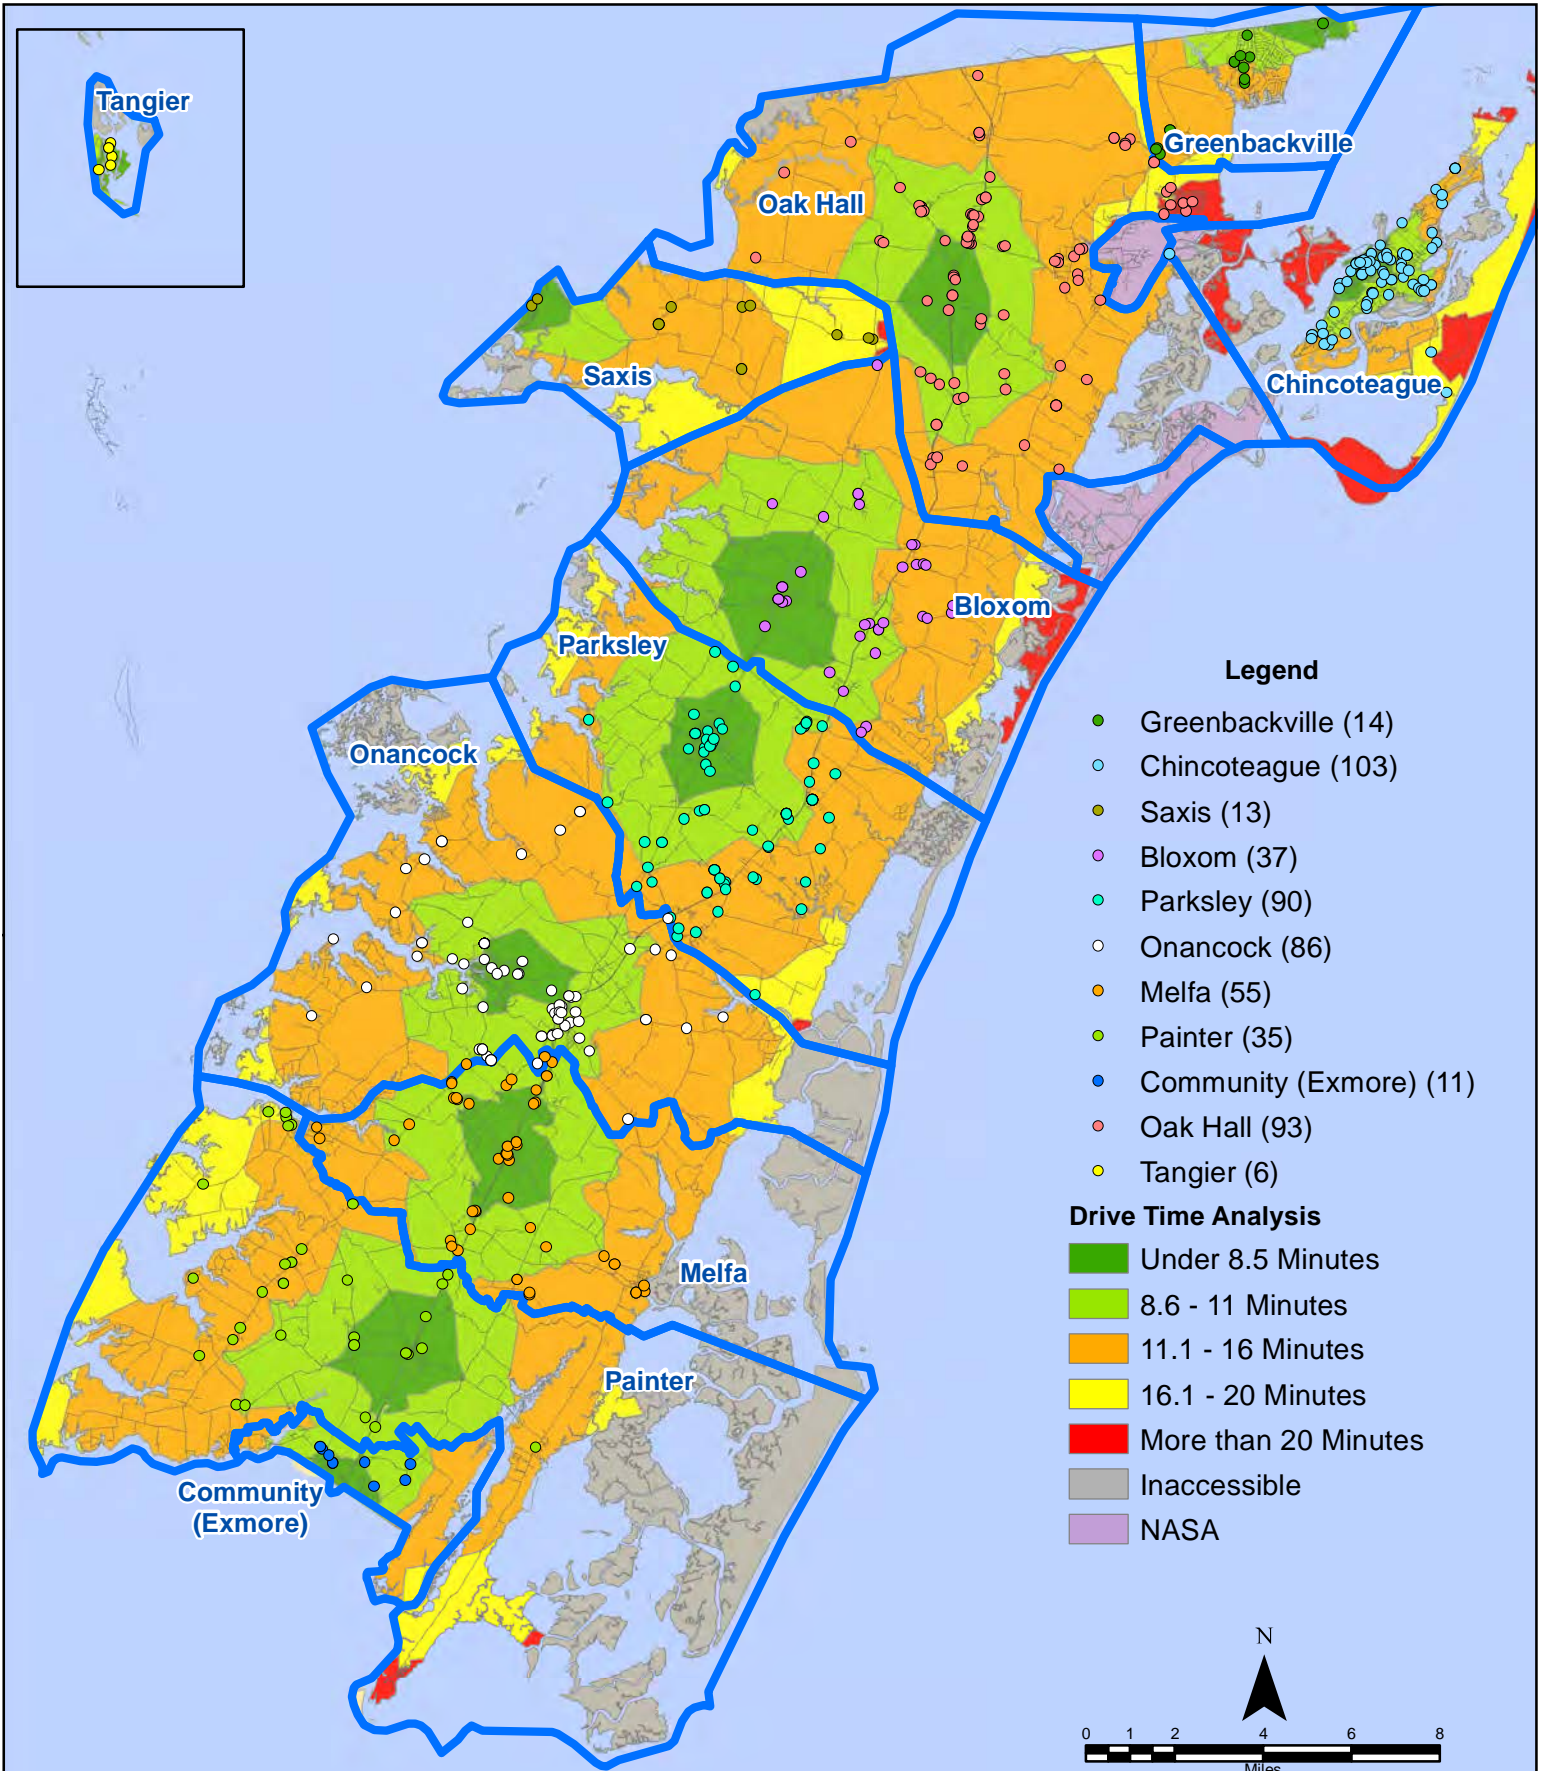 Tangier
Greenbackville
Oak Hall
Saxis
Chincoteague
Bloxom
Parksley
Onancock
Melfa
Painter
Community
(Exmore)
Legend
Greenbackville (14)
Chincoteague (103)
Saxis (13)
Bloxom (37)
Parksley (90)
Onancock (86)
Melfa (55)
Painter (35)
Community (Exmore) (11)
Oak Hall (93)
Tangier (6)
Drive Time Analysis
Under 8.5 Minutes
8.6 - 11 Minutes
11.1 - 16 Minutes
16.1 - 20 Minutes
More than 20 Minutes
Inaccessible
NASA
N
0 1 2 4 6 8
Miles